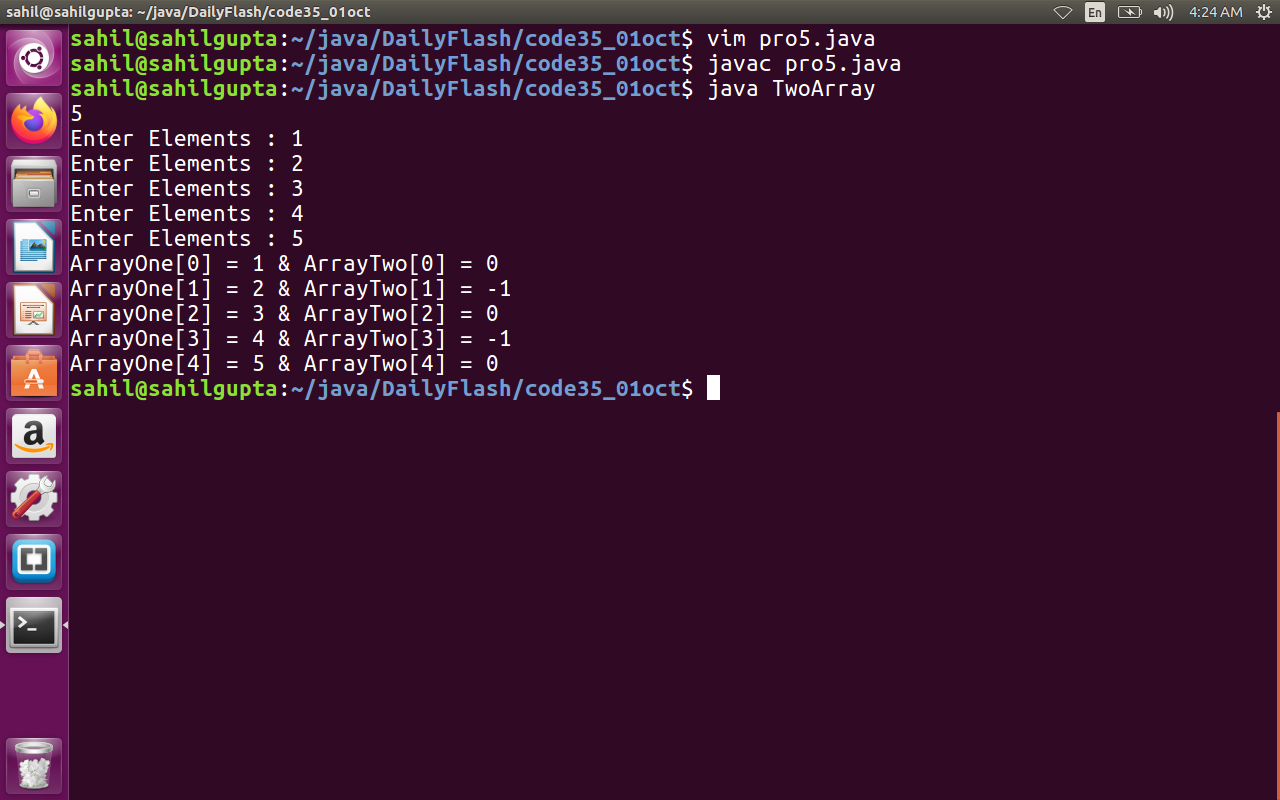 sahil@sahilgupta: ~/java/DailyFlash/code35_01oct
En
4:24 AM
sahil@sahilgupta:~/java/DailyFlash/code35_01oct$ vim pro5.java
sahil@sahilgupta:~/java/DailyFlash/code35_01oct$ javac pro5.java
sahil@sahilgupta:~/java/DailyFlash/code35_01oct$ java TwoArray
5
Enter Elements : 1
Enter Elements : 2
Enter Elements : 3
Enter Elements : 4
Enter Elements : 5
ArrayOne[0] = 1 & ArrayTwo[0] = 0
ArrayOne[1] = 2 & ArrayTwo[1] = -1
ArrayOne[2] = 3 & ArrayTwo[2] = 0
ArrayOne[3] = 4 & ArrayTwo[3] = -1
ArrayOne[4] = 5 & ArrayTwo[4] = 0
sahil@sahilgupta:~/java/DailyFlash/code35_01oct$